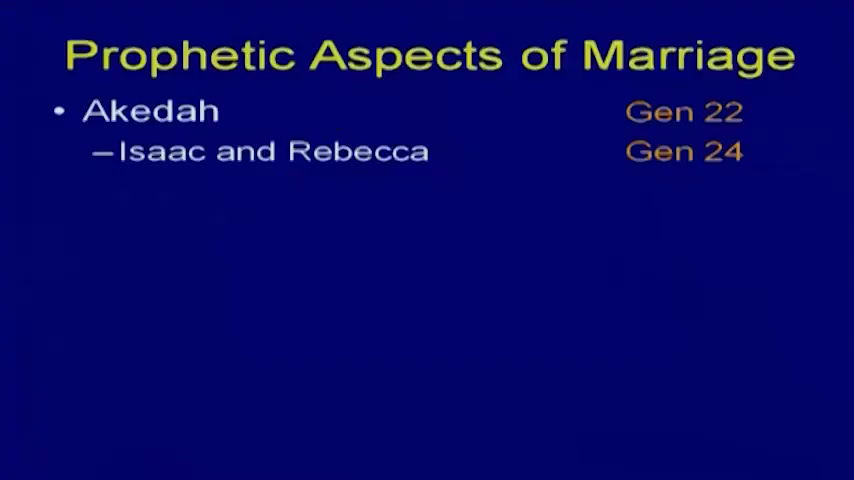 Prophetic Aspects of Marriage
• Akedah Gen 22
– Isaac and Rebecca Gen 24